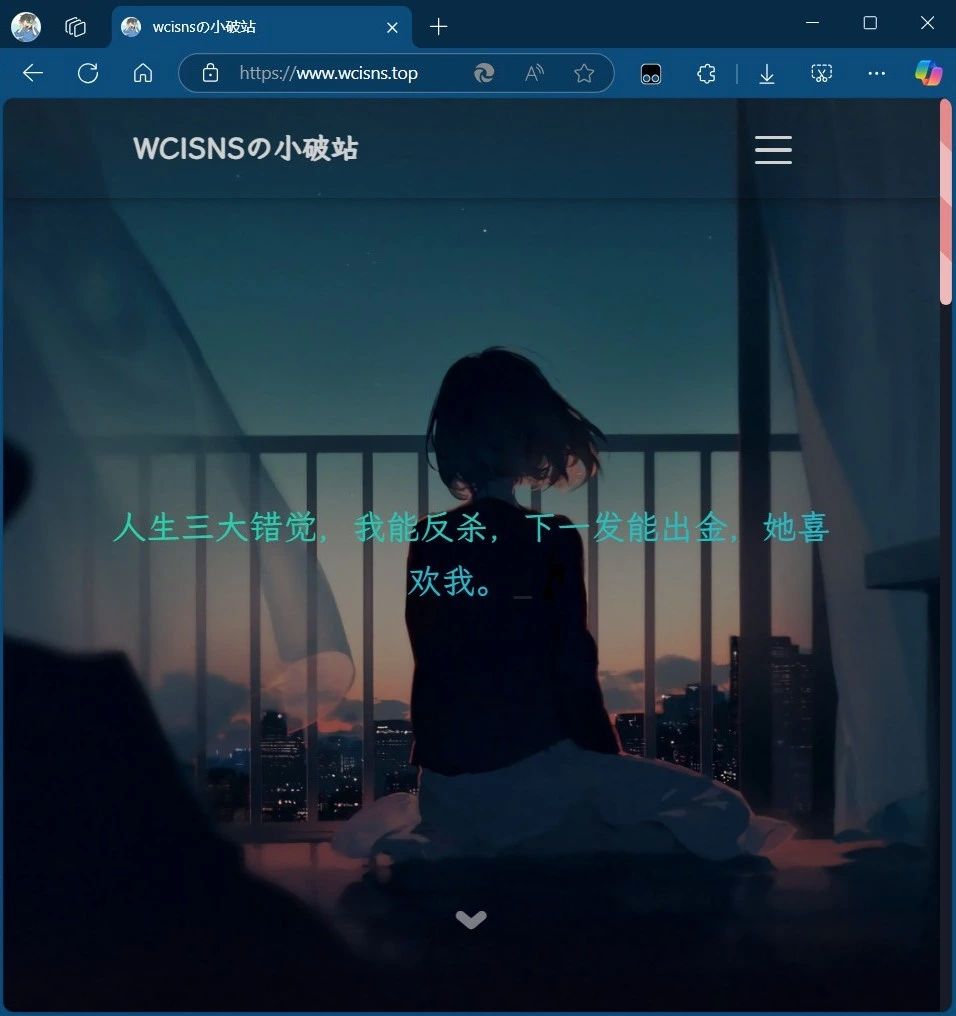 wcisnsの小破站
https://www.wcisns.top
WCISNSの小破站
人生三大错觉，我能反杀，下一发能出金，她喜
欢我。_